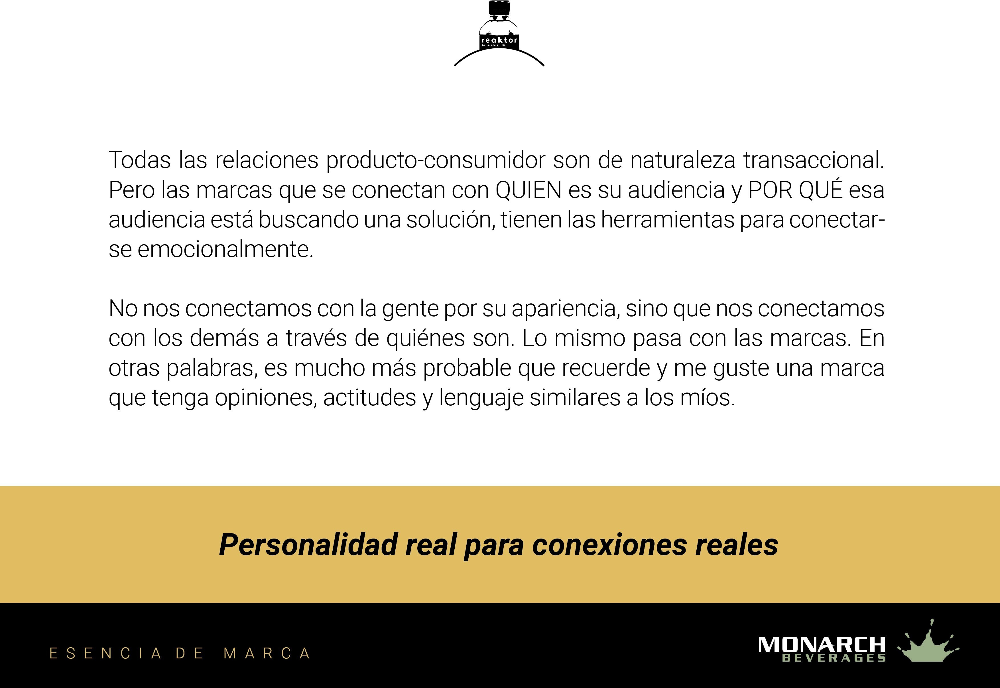 reaktor
Todas las relaciones producto-consumidor son de naturaleza transaccional.
Pero las marcas que se conectan con QUIEN es su audiencia y POR QUÉ esa
audiencia está buscando una solución, tienen las herramientas para conectar-
se emocionalmente.
No nos conectamos con la gente por su apariencia, sino que nos conectamos
con los demás a través de quiénes son. Lo mismo pasa con las marcas. En
otras palabras, es mucho más probable que recuerde y me guste una marca
que tenga opiniones, actitudes y lenguaje similares a los míos.
Personalidad real para conexiones reales
ESENCIA DE MARCA
MONARCH
BEVERAGES